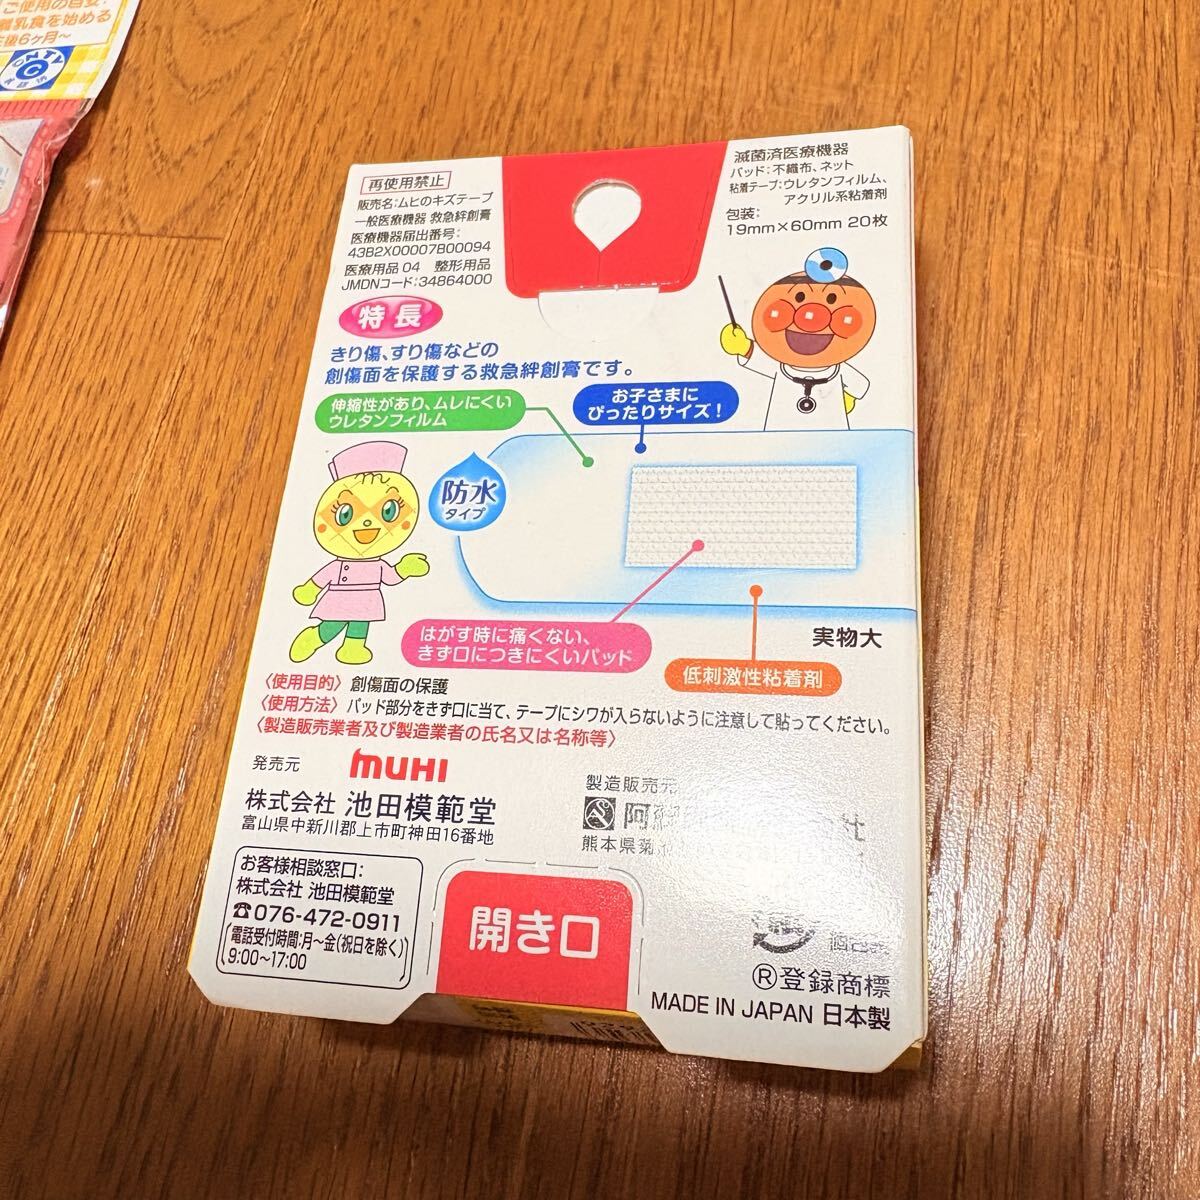 離乳食を始める
6ヶ月～
再使用禁止
販売名:ムヒのキズテープ
一般医療機器 救急絆創膏
医療機器届出番号:
43B2X00007B00094
医療用品 04 整形用品
JMDNコード:34864000
滅菌済医療機器
パッド:不織布、ネット
粘着テープ:ウレタンフィルム、
アクリル系粘着剤
包装:
19mm×60mm 20枚
特長
きり傷、すり傷などの
創傷面を保護する救急絆創膏です。
伸縮性があり、ムレにくい
ウレタンフィルム
お子さまに
ぴったりサイズ!
防水
タイプ
はがす時に痛くない、
きず口につきにくいパッド
実物大
低刺激性粘着剤
〈使用目的〉 創傷面の保護
〈使用方法〉 パッド部分をきず口に当て、テープにシワが入らないように注意して貼ってください。
〈製造販売業者及び製造業者の氏名又は名称等〉
発売元 MUHI
株式会社 池田模範堂
富山県中新川郡上市町神田16番地
製造販売元
阿
熊本県菊
お客様相談窓口:
株式会社 池田模範堂
☎076-472-0911
(電話受付時間:月～金(祝日を除く)
9:00～17:00
開き口
Ⓡ登録商標
MADE IN JAPAN 日本製